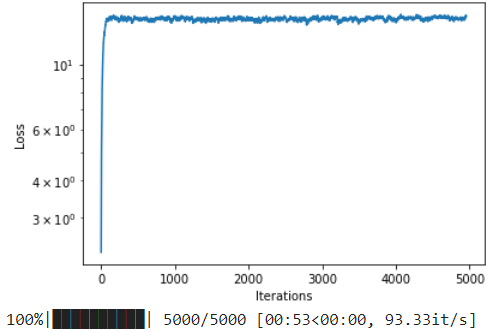 10¹
6 × 10⁰
4 × 10⁰
3 × 10⁰
Loss
0 1000 2000 3000 4000 5000
Iterations
100%|██████████| 5000/5000 [00:53<00:00, 93.33it/s]